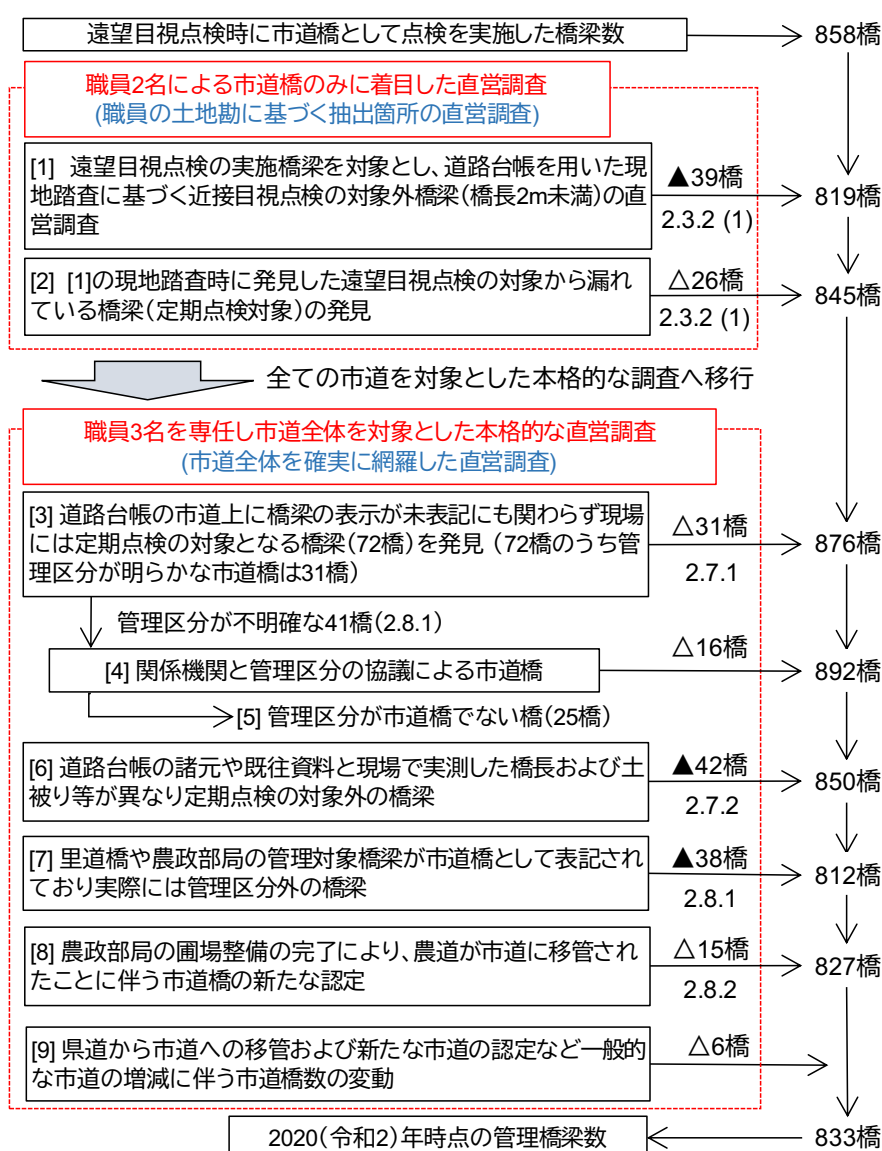 遠望目視点検時に市道橋として点検を実施した橋梁数
858橋
職員2名による市道橋のみに着目した直営調査
(職員の土地勘に基づく抽出箇所の直営調査)
[1] 遠望目視点検の実施橋梁を対象とし、道路台帳を用いた現
地踏査に基づく近接目視点検の対象外橋梁(橋長2m未満)の直
営調査
▲39橋
2.3.2 (1)
819橋
[2] [1]の現地踏査時に発見した遠望目視点検の対象から漏れ
ている橋梁(定期点検対象)の発見
△26橋
2.3.2 (1)
845橋
全ての市道を対象とした本格的な調査へ移行
職員3名を専任し市道全体を対象とした本格的な直営調査
(市道全体を確実に網羅した直営調査)
[3] 道路台帳の市道上に橋梁の表示が未表記にも関わらず現場
には定期点検の対象となる橋梁(72橋)を発見 (72橋のうち管
理区分が明らかな市道橋は31橋)
△31橋
2.7.1
876橋
管理区分が不明確な41橋(2.8.1)
[4] 関係機関と管理区分の協議による市道橋
△16橋
892橋
[5] 管理区分が市道橋でない橋(25橋)
[6] 道路台帳の諸元や既往資料と現場で実測した橋長および土
被り等が異なり定期点検の対象外の橋梁
▲42橋
2.7.2
850橋
[7] 里道橋や農政部局の管理対象橋梁が市道橋として表記され
ており実際には管理区分外の橋梁
▲38橋
2.8.1
812橋
[8] 農政部局の圃場整備の完了により、農道が市道に移管され
たことに伴う市道橋の新たな認定
△15橋
2.8.2
827橋
[9] 県道から市道への移管および新たな市道の認定など一般的
な市道の増減に伴う市道橋数の変動
△6橋
2020(令和2)年時点の管理橋梁数
833橋